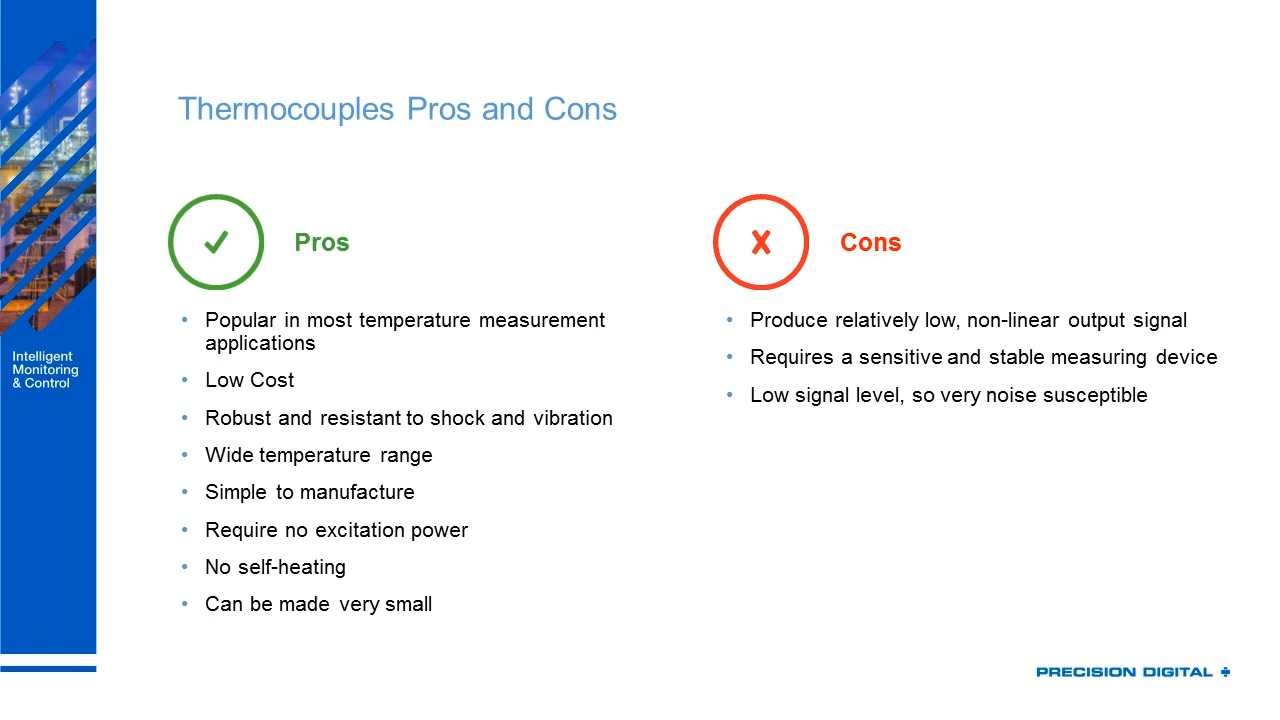 Thermocouples Pros and Cons
Pros
Popular in most temperature measurement
applications
Low Cost
Robust and resistant to shock and vibration
Wide temperature range
Simple to manufacture
Require no excitation power
No self-heating
Can be made very small
Cons
Produce relatively low, non-linear output signal
Requires a sensitive and stable measuring device
Low signal level, so very noise susceptible
Intelligent
Monitoring
& Control
PRECISION DIGITAL